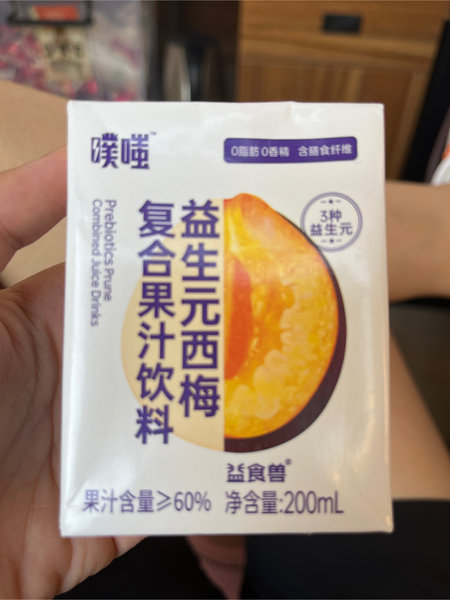 噗嗤™
0脂肪 0香精 含膳食纤维
3种
益生元
益生元西梅
复合果汁饮料
Prebiotics Prune
Combined Juice Drinks
益食兽®
果汁含量≥60% 净含量:200mL